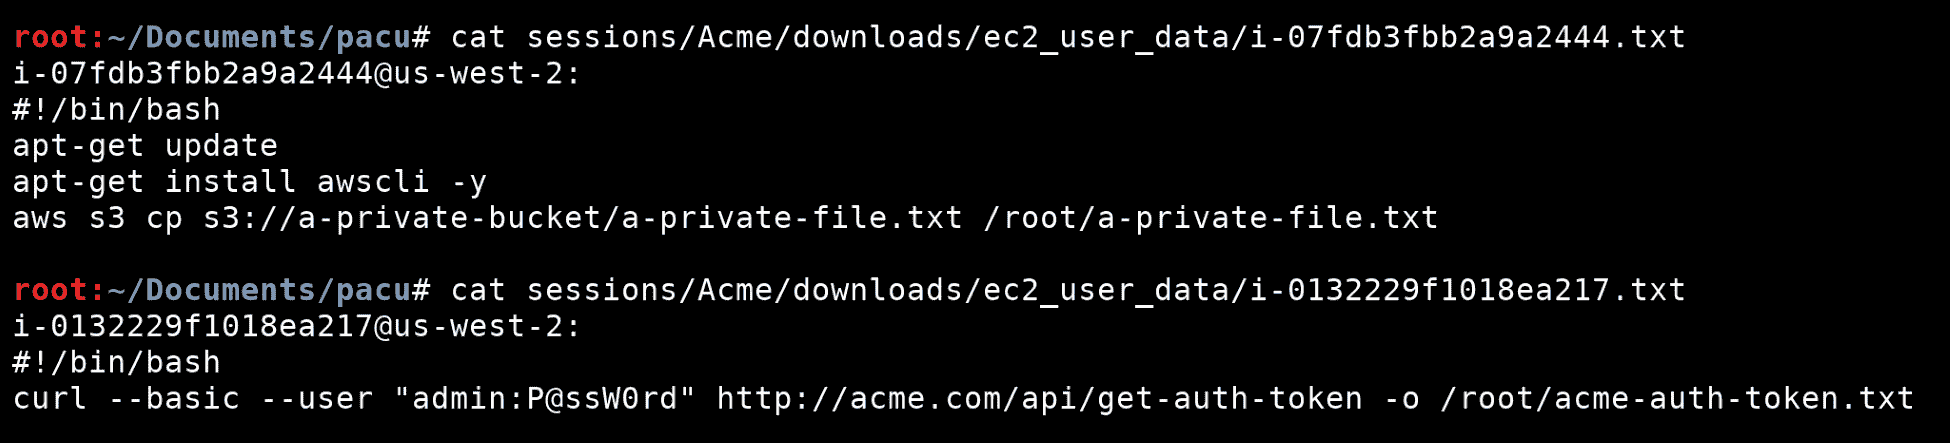 root:~/Documents/pacu# cat sessions/Acme/downloads/ec2_user_data/i-07fdb3fbb2a9a2444.txt
i-07fdb3fbb2a9a2444@us-west-2:
#!/bin/bash
apt-get update
apt-get install awscli -y
aws s3 cp s3://a-private-bucket/a-private-file.txt /root/a-private-file.txt
root:~/Documents/pacu# cat sessions/Acme/downloads/ec2_user_data/i-0132229f1018ea217.txt
i-0132229f1018ea217@us-west-2:
#!/bin/bash
curl --basic --user "admin:P@ssW0rd" http://acme.com/api/get-auth-token -o /root/acme-auth-token.txt